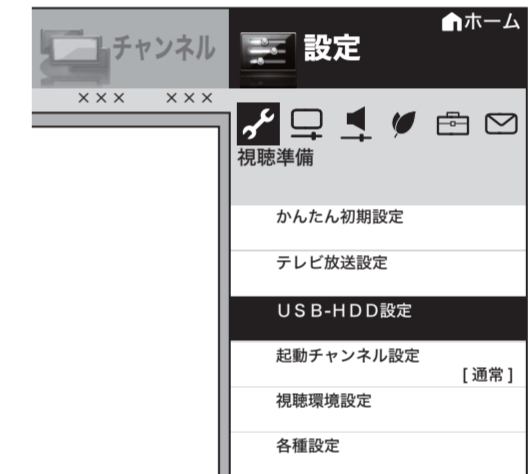 ホーム
チャンネル
設定
××× ×××
視聴準備
かんたん初期設定
テレビ放送設定
USB-HDD設定
起動チャンネル設定
[通常]
視聴環境設定
各種設定